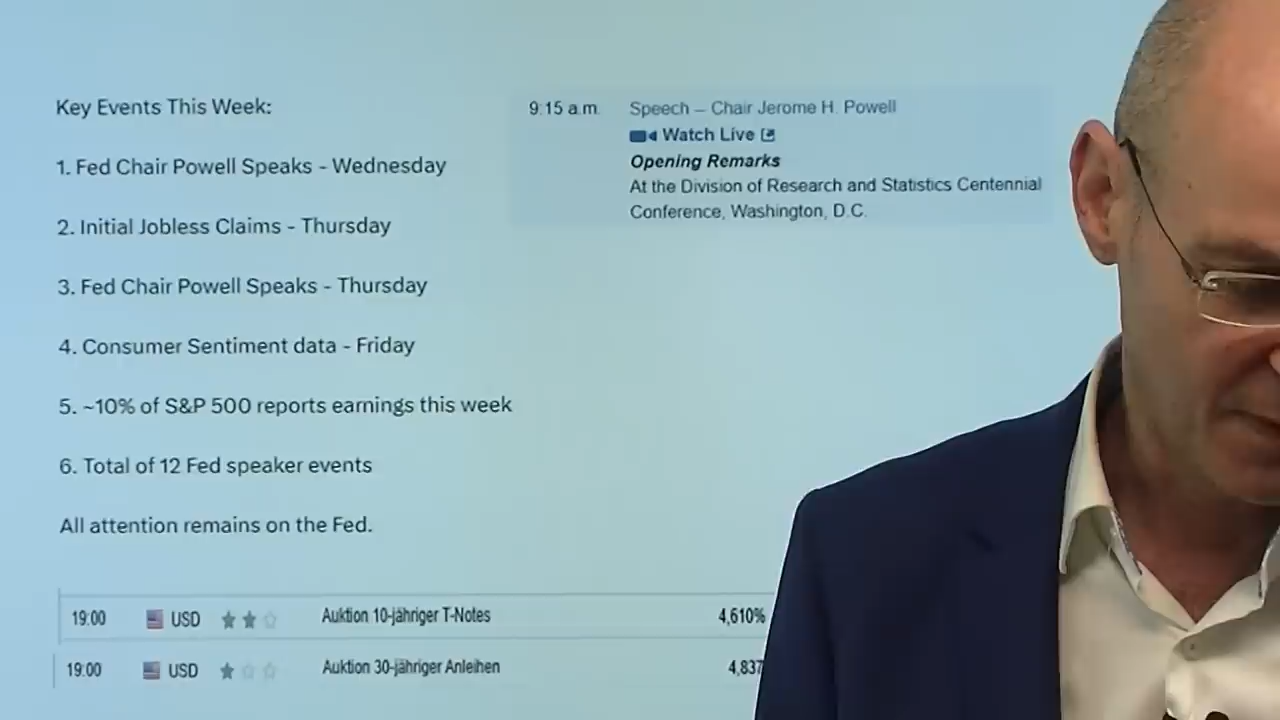 Key Events This Week:
1. Fed Chair Powell Speaks - Wednesday
2. Initial Jobless Claims - Thursday
3. Fed Chair Powell Speaks - Thursday
4. Consumer Sentiment data - Friday
5. ~10% of S&P 500 reports earnings this week
6. Total of 12 Fed speaker events
All attention remains on the Fed.
9:15 a.m. Speech – Chair Jerome H. Powell
Watch Live
Opening Remarks
At the Division of Research and Statistics Centennial
Conference, Washington, D.C.
19:00 USD Auktion 10-jähriger T-Notes 4,610%
19:00 USD Auktion 30-jähriger Anleihen 4,837